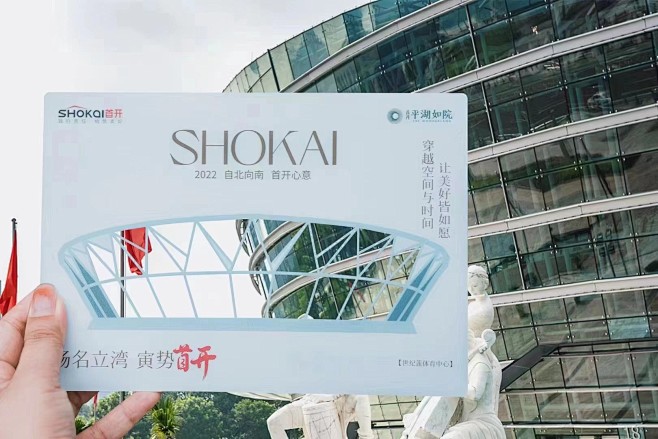 SHOKAI首开
平湖如院
SHOKAI
2022 自北向南 首开心意
让美好皆如愿
穿越空间与时间
扬名立湾 寅势首开
【世纪莲体育中心】